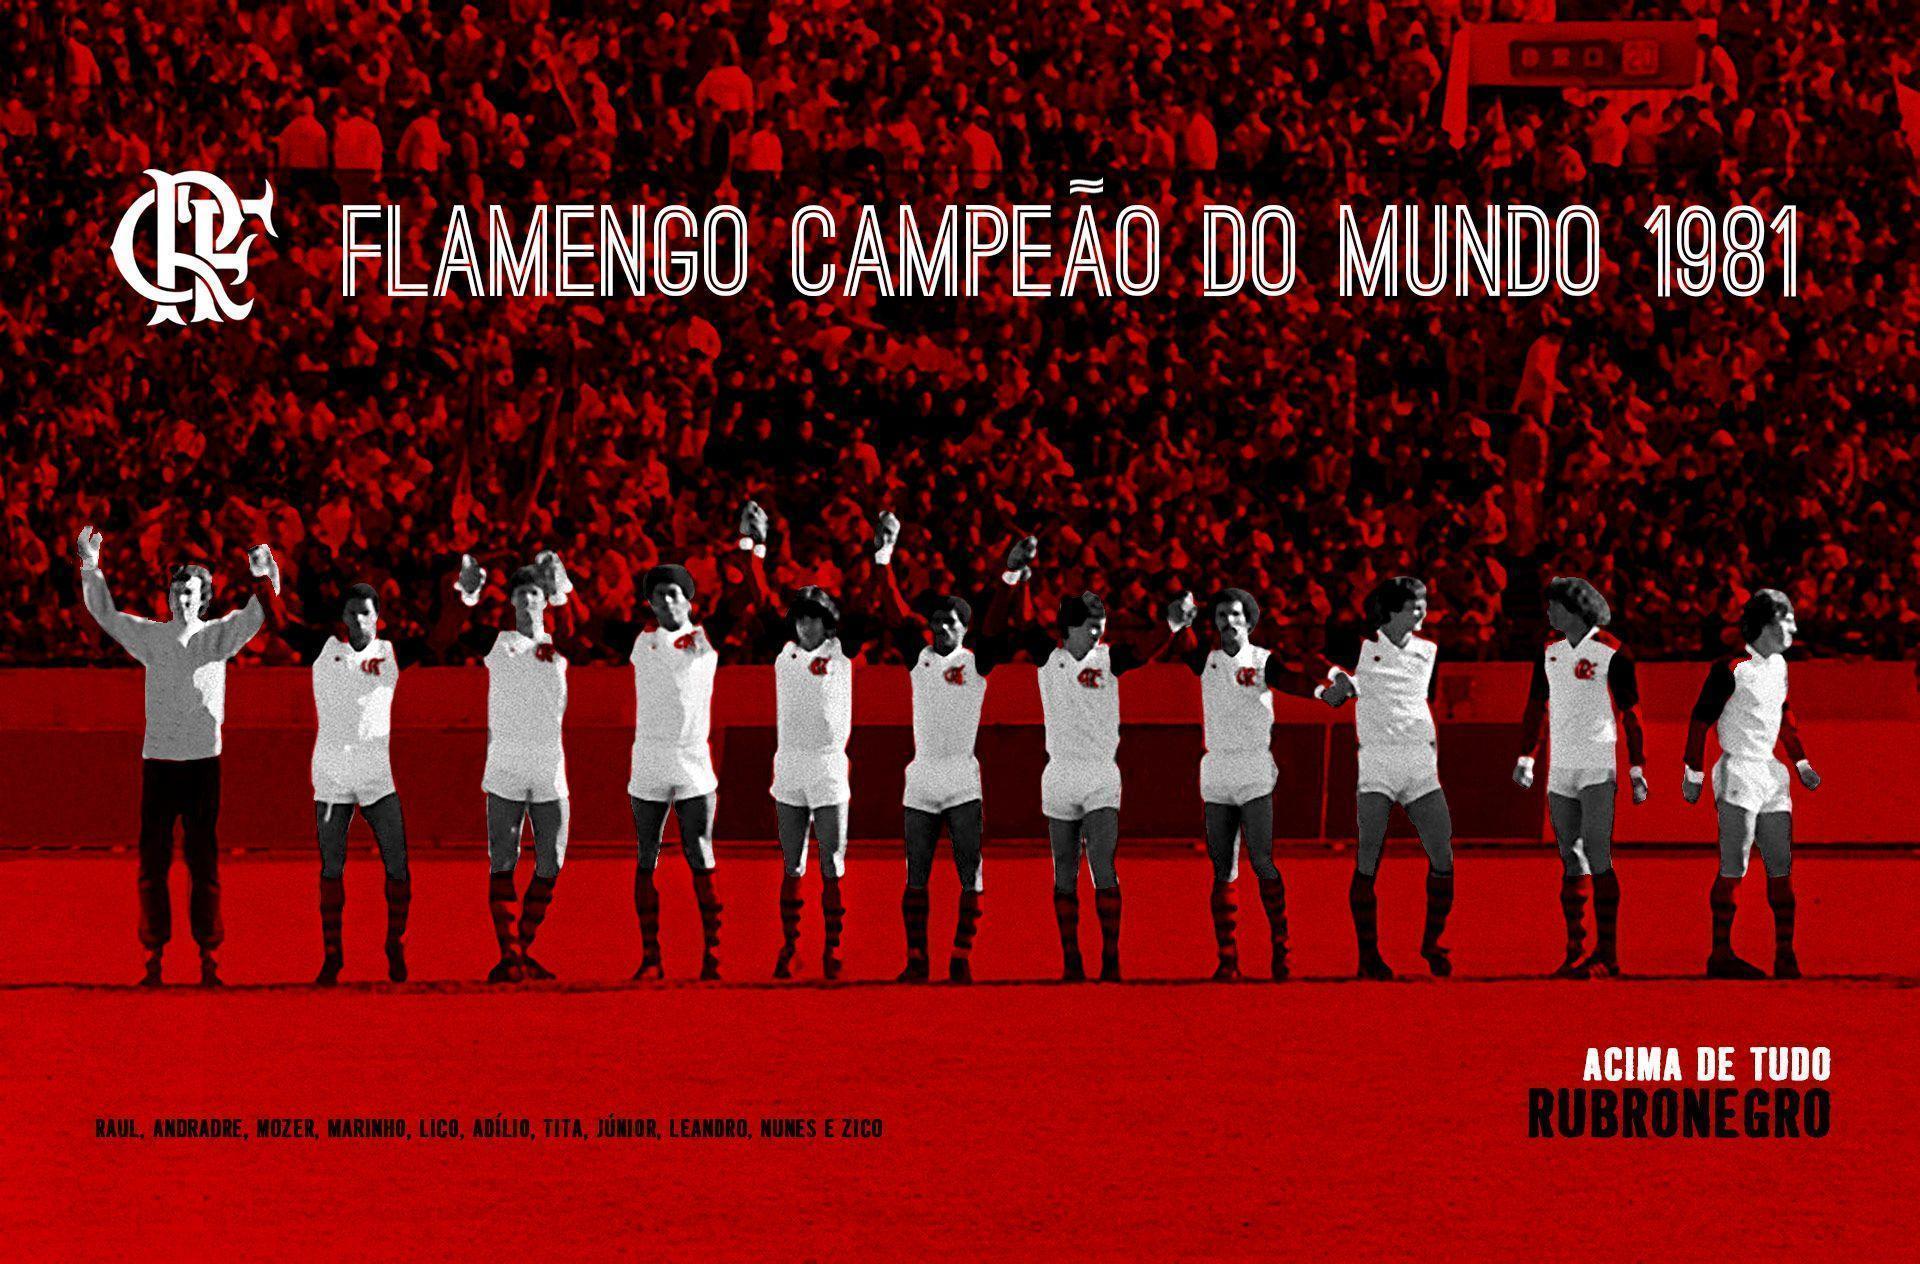 CRF
FLAMENGO CAMPEÃO DO MUNDO 1981
ACIMA DE TUDO
RUBRONEGRO
RAUL, ANDRADRE, MOZER, MARINHO, LICO, ADÍLIO, TITA, JÚNIOR, LEANDRO, NUNES E ZICO